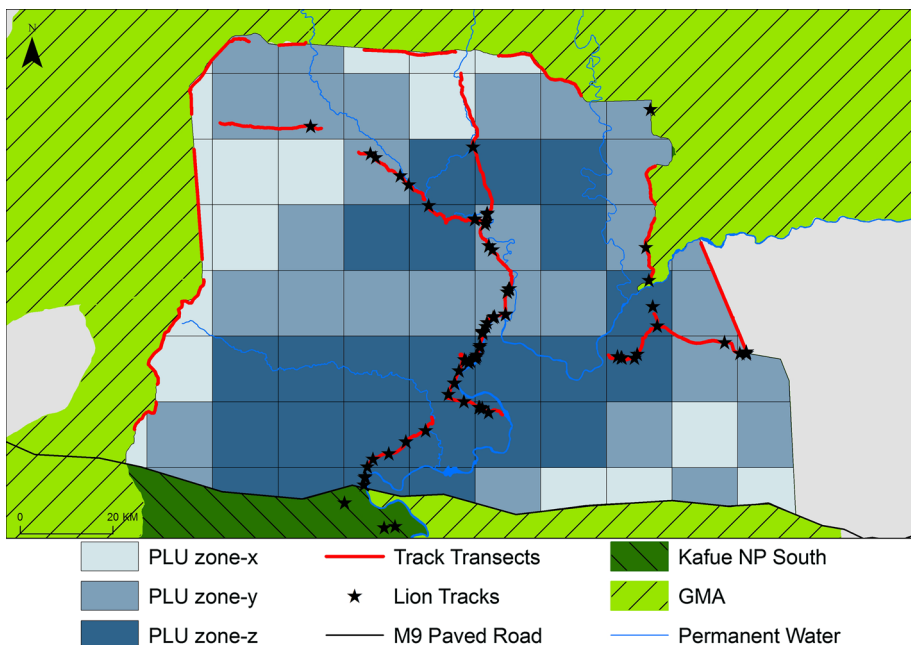 N
0 20 KM
PLU zone-x Track Transects Kafue NP South
PLU zone-y Lion Tracks GMA
PLU zone-z M9 Paved Road Permanent Water